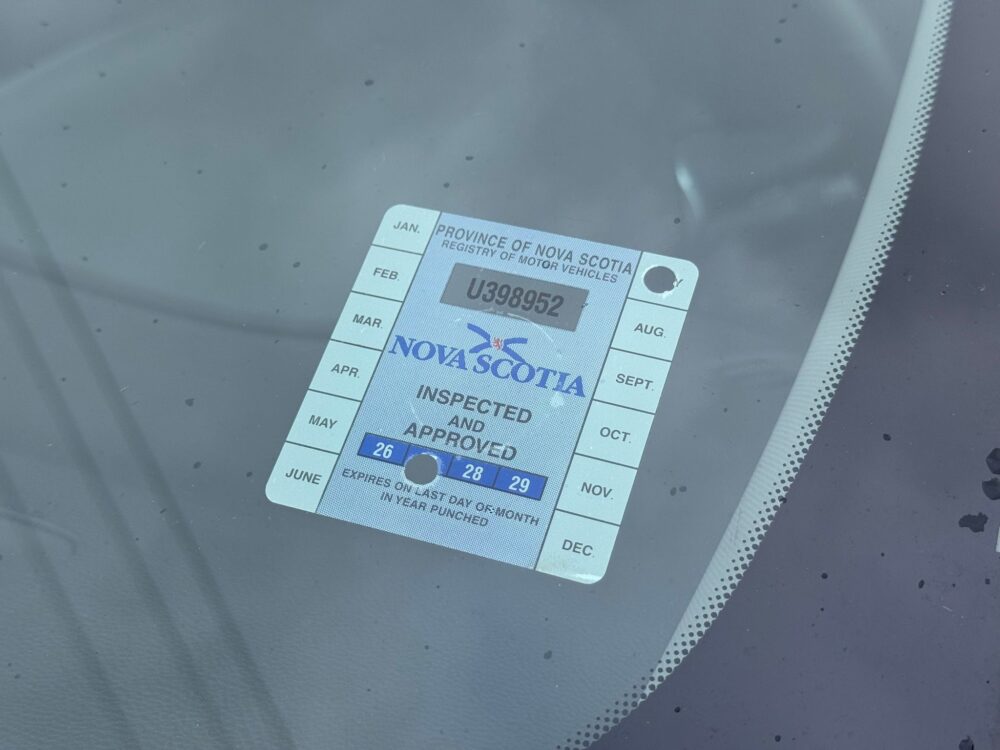 PROVINCE OF NOVA SCOTIA
REGISTRY OF MOTOR VEHICLES
U398952
NOVA SCOTIA
INSPECTED
AND
APPROVED
26 28 29
EXPIRES ON LAST DAY OF MONTH
IN YEAR PUNCHED
JAN.
FEB
MAR.
APR.
MAY
JUNE
AUG.
SEPT.
OCT.
NOV.
DEC.